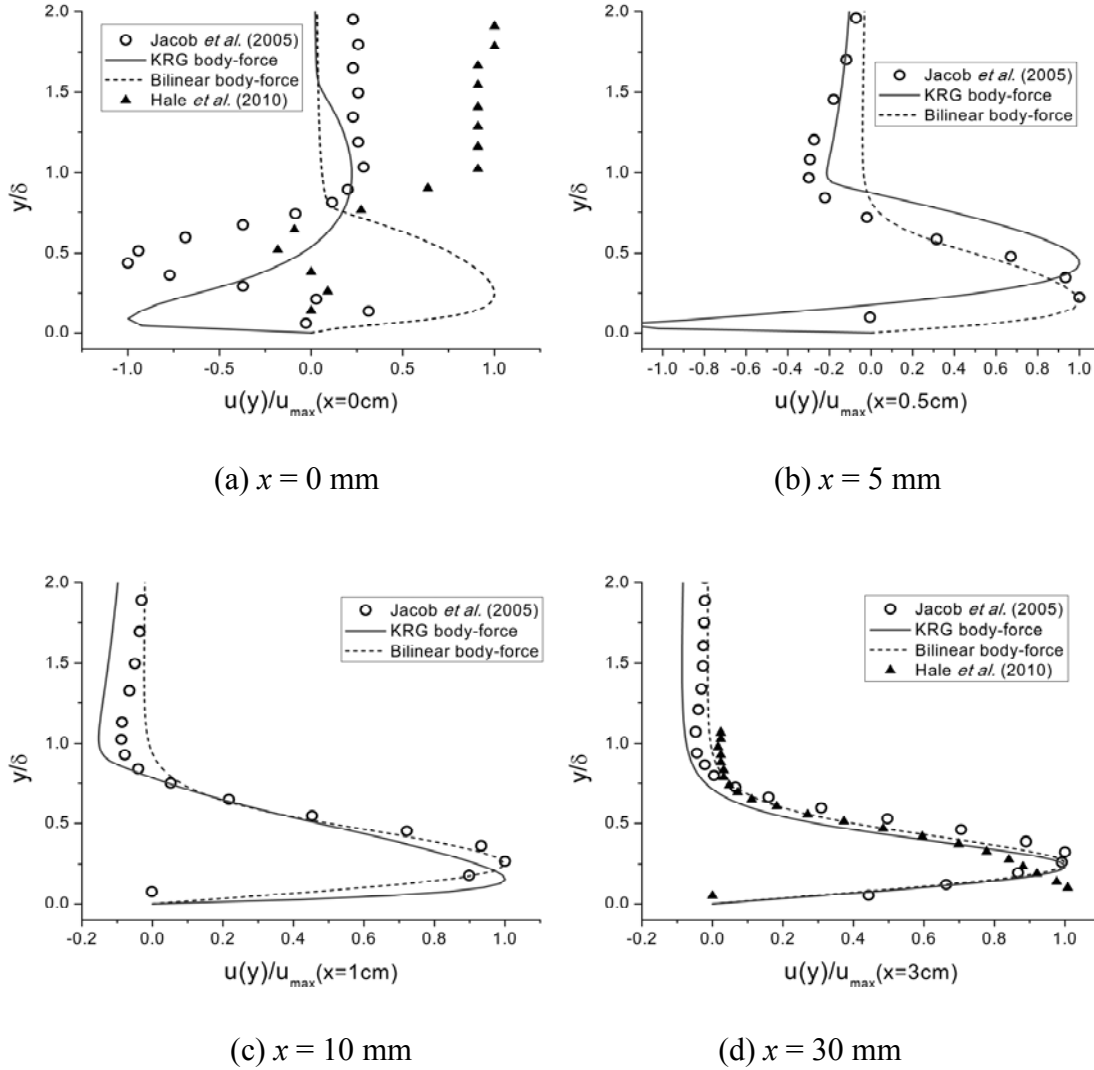 2.0
1.5
1.0
0.5
0.0
y/δ
Jacob et al. (2005)
KRG body-force
Bilinear body-force
Hale et al. (2010)
-1.0 -0.5 0.0 0.5 1.0
u(y)/u_max(x=0cm)
(a) x = 0 mm
2.0
1.5
1.0
0.5
0.0
y/δ
Jacob et al. (2005)
KRG body-force
Bilinear body-force
-1.0 -0.8 -0.6 -0.4 -0.2 0.0 0.2 0.4 0.6 0.8 1.0
u(y)/u_max(x=0.5cm)
(b) x = 5 mm
2.0
1.5
1.0
0.5
0.0
y/δ
Jacob et al. (2005)
KRG body-force
Bilinear body-force
-0.2 0.0 0.2 0.4 0.6 0.8 1.0
u(y)/u_max(x=1cm)
(c) x = 10 mm
2.0
1.5
1.0
0.5
0.0
y/δ
Jacob et al. (2005)
KRG body-force
Bilinear body-force
Hale et al. (2010)
-0.2 0.0 0.2 0.4 0.6 0.8 1.0
u(y)/u_max(x=3cm)
(d) x = 30 mm